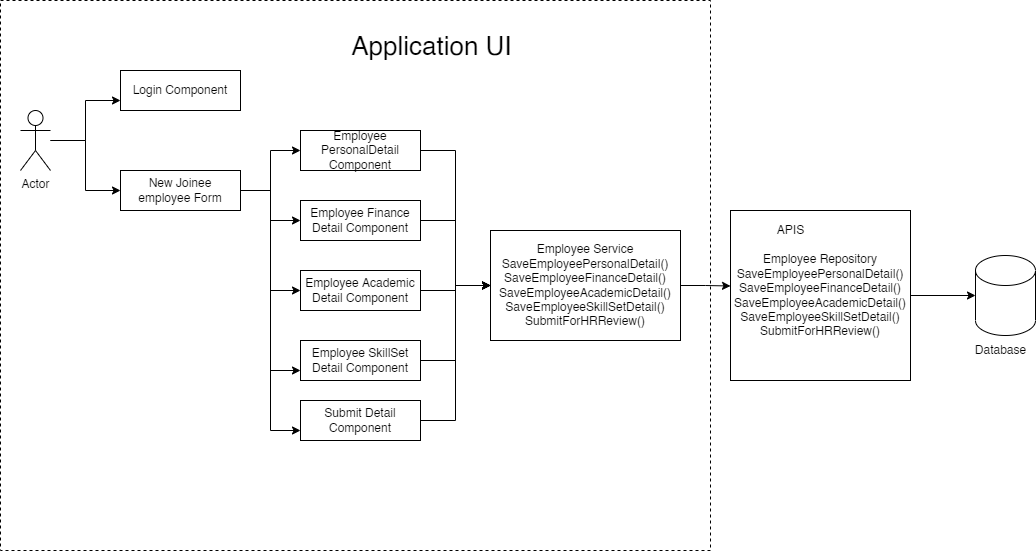 Application UI
Login Component
Actor
New Joinee
employee Form
Employee
PersonalDetail
Component
Employee Finance
Detail Component
Employee Academic
Detail Component
Employee SkillSet
Detail Component
Submit Detail
Component
Employee Service
SaveEmployeePersonalDetail()
SaveEmployeeFinanceDetail()
SaveEmployeeAcademicDetail()
SaveEmployeeSkillSetDetail()
SubmitForHRReview()
APIS
Employee Repository
SaveEmployeePersonalDetail()
SaveEmployeeFinanceDetail()
SaveEmployeeAcademicDetail()
SaveEmployeeSkillSetDetail()
SubmitForHRReview()
Database